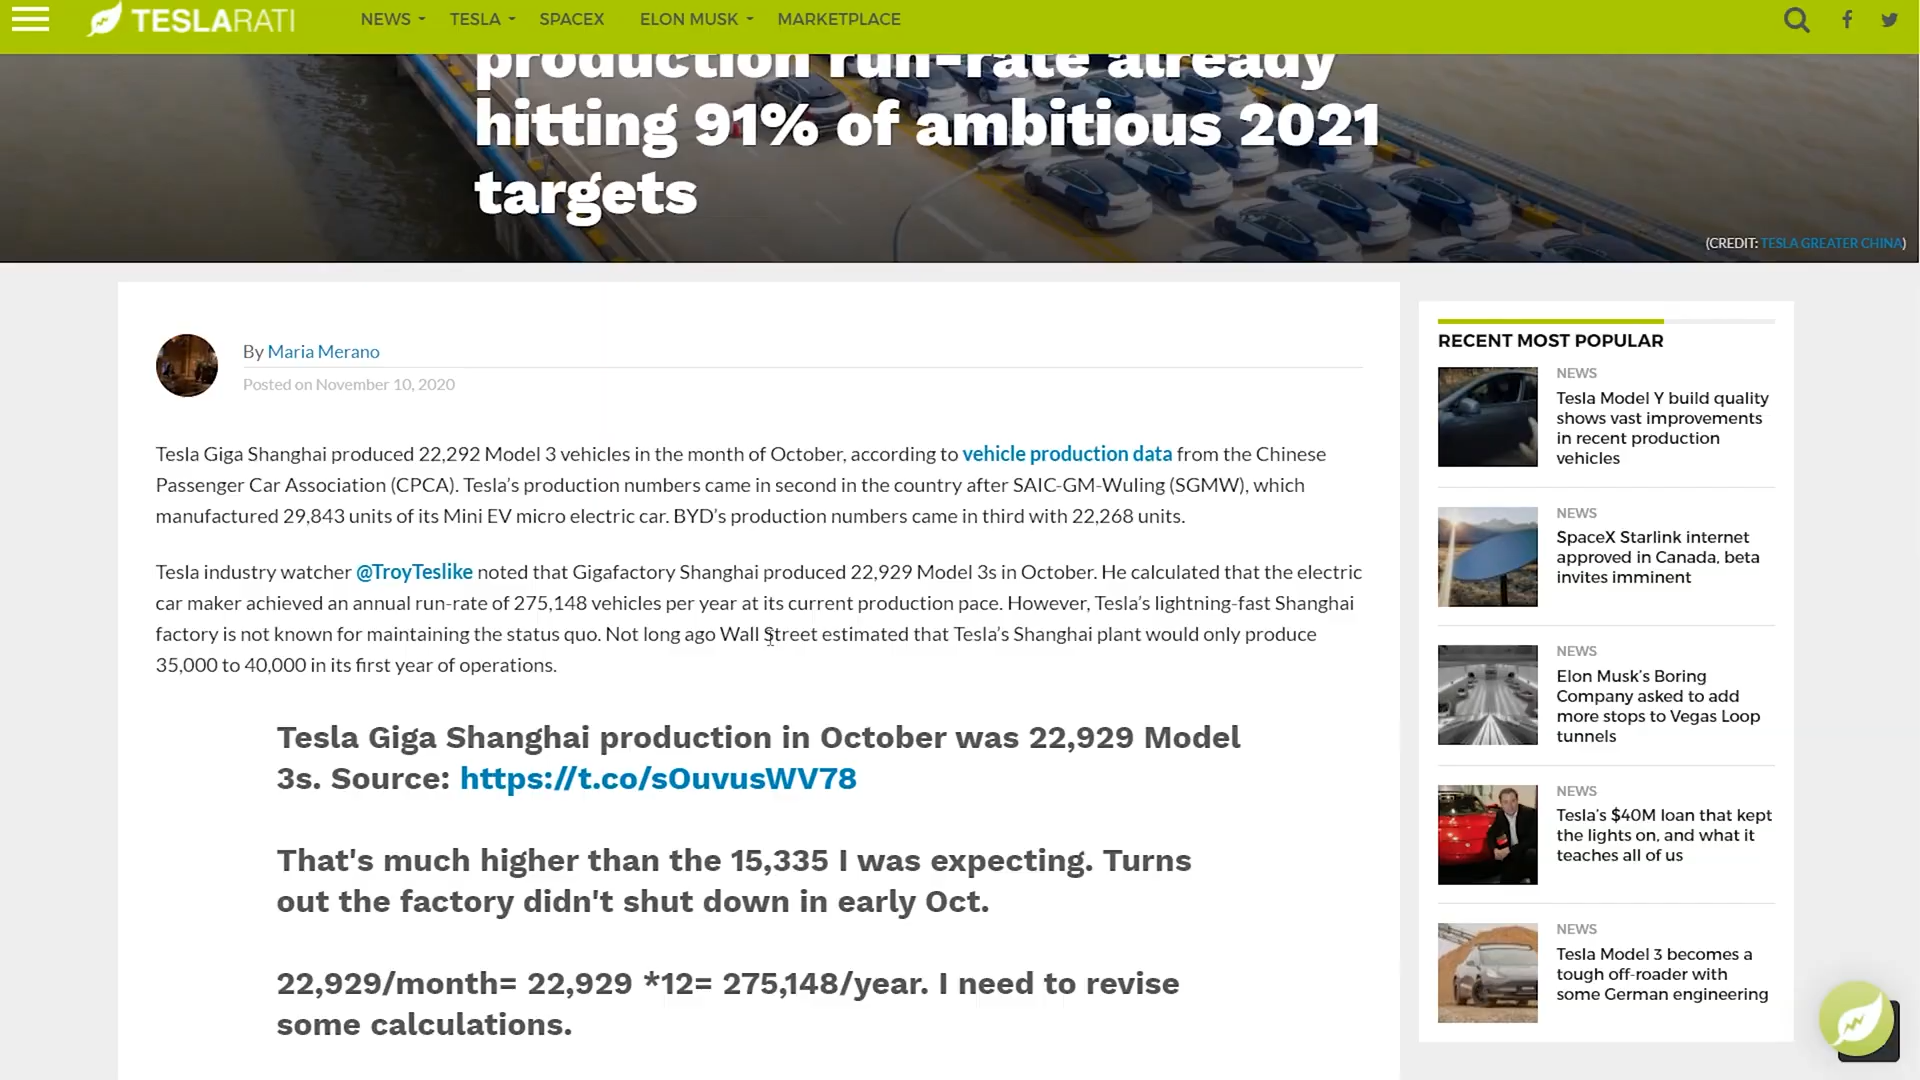 TESLARATI
NEWS
TESLA
SPACEX
ELON MUSK
MARKETPLACE
production run-rate already
hitting 91% of ambitious 2021
targets
(CREDIT: TESLA GREATER CHINA)
By Maria Merano
Posted on November 10, 2020
Tesla Giga Shanghai produced 22,292 Model 3 vehicles in the month of October, according to vehicle production data from the Chinese
Passenger Car Association (CPCA). Tesla’s production numbers came in second in the country after SAIC-GM-Wuling (SGMW), which
manufactured 29,843 units of its Mini EV micro electric car. BYD’s production numbers came in third with 22,268 units.
Tesla industry watcher @TroyTeslike noted that Gigafactory Shanghai produced 22,929 Model 3s in October. He calculated that the electric
car maker achieved an annual run-rate of 275,148 vehicles per year at its current production pace. However, Tesla’s lightning-fast Shanghai
factory is not known for maintaining the status quo. Not long ago Wall Street estimated that Tesla’s Shanghai plant would only produce
35,000 to 40,000 in its first year of operations.
Tesla Giga Shanghai production in October was 22,929 Model
3s. Source: https://t.co/sOuvusWV78
That's much higher than the 15,335 I was expecting. Turns
out the factory didn't shut down in early Oct.
22,929/month= 22,929 *12= 275,148/year. I need to revise
some calculations.
RECENT MOST POPULAR
NEWS
Tesla Model Y build quality
shows vast improvements
in recent production
vehicles
NEWS
SpaceX Starlink internet
approved in Canada, beta
invites imminent
NEWS
Elon Musk’s Boring
Company asked to add
more stops to Vegas Loop
tunnels
NEWS
Tesla’s $40M loan that kept
the lights on, and what it
teaches all of us
NEWS
Tesla Model 3 becomes a
tough off-roader with
some German engineering